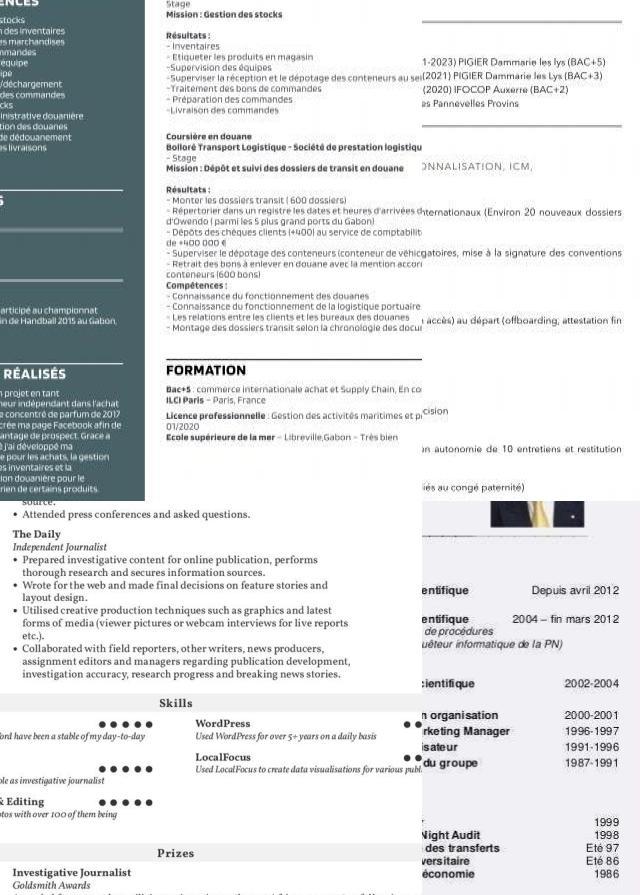 ENCES
stocks
n des inventaires
es marchandises
mmandes
équipe
ipe
/déchargement
des commandes
cks
inistrative douanière
tion des douanes
de dédouanement
es livraisons
S
articipé au championnat
in de Handball 2015 au Gabon,
RÉALISÉS
n projet en tant
neur indépendant dans l'achat
e concentré de parfum de 2017
crée ma page Facebook afin de
antage de prospect. Grace a
é j'ai développé ma
e pour les achats, la gestion
es inventaires et la
ion douanière pour le
rien de certains produits.
Stage
Mission : Gestion des stocks
Résultats :
- Inventaires
- Etiqueter les produits en magasin
-Supervision des équipes
-Superviser la réception et le dépotage des conteneurs au sei
-Traitement des bons de commandes
- Préparation des commandes
-Livraison des commandes
Coursière en douane
Bolloré Transport Logistique - Société de prestation logistiqu
- Stage
Mission : Dépôt et suivi des dossiers de transit en douane
Résultats :
- Monter les dossiers transit ( 600 dossiers)
- Répertorier dans un registre les dates et heures d'arrivées d
d'Owendo ( parmi les 5 plus grand ports du Gabon)
- Dépôts des chèques clients (+400) au service de comptabilit
de +400 000 €
- Superviser le dépotage des conteneurs (conteneur de véhic
- Retrait des bons à enlever en douane avec la mention accor
conteneurs (600 bons)
Compétences :
- Connaissance du fonctionnement des douanes
- Connaissance du fonctionnement de la logistique portuaire
- Les relations entre les clients et les bureaux des douanes
- Montage des dossiers transit selon la chronologie des docu
FORMATION
Bac+5 : commerce internationale achat et Supply Chain, En co
ILCI Paris – Paris, France
Licence professionnelle : Gestion des activités maritimes et p
01/2020
Ecole supérieure de la mer – Libreville,Gabon – Très bien
1-2023) PIGIER Dammarie les lys (BAC+5)
(2021) PIGIER Dammarie les Lys (BAC+3)
(2020) IFOCOP Auxerre (BAC+2)
es Pannevelles Provins
ONNALISATION, ICM,
nternationaux (Environ 20 nouveaux dossiers
gatoires, mise à la signature des conventions
accès) au départ (offboarding, attestation fin
cision
n autonomie de 10 entretiens et restitution
iés au congé paternité)
source.
• Attended press conferences and asked questions.
The Daily
Independent Journalist
• Prepared investigative content for online publication, performs
thorough research and secures information sources.
• Wrote for the web and made final decisions on feature stories and
layout design.
• Utilised creative production techniques such as graphics and latest
forms of media (viewer pictures or webcam interviews for live reports
etc.).
• Collaborated with field reporters, other writers, news producers,
assignment editors and managers regarding publication development,
investigation accuracy, research progress and breaking news stories.
Skills
ord have been a stable of my day-to-day
ole as investigative journalist
& Editing
otos with over 100 of them being
WordPress
Used WordPress for over 5+ years on a daily basis
LocalFocus
Used LocalFocus to create data visualisations for various publ
Prizes
Investigative Journalist
Goldsmith Awards
entifique Depuis avril 2012
entifique 2004 – fin mars 2012
de procédures
uêteur informatique de la PN)
cientifique 2002-2004
n organisation 2000-2001
rketing Manager 1996-1997
isateur 1991-1996
du groupe 1987-1991
r 1999
Night Audit 1998
des transferts Eté 97
versitaire Eté 86
économie 1986